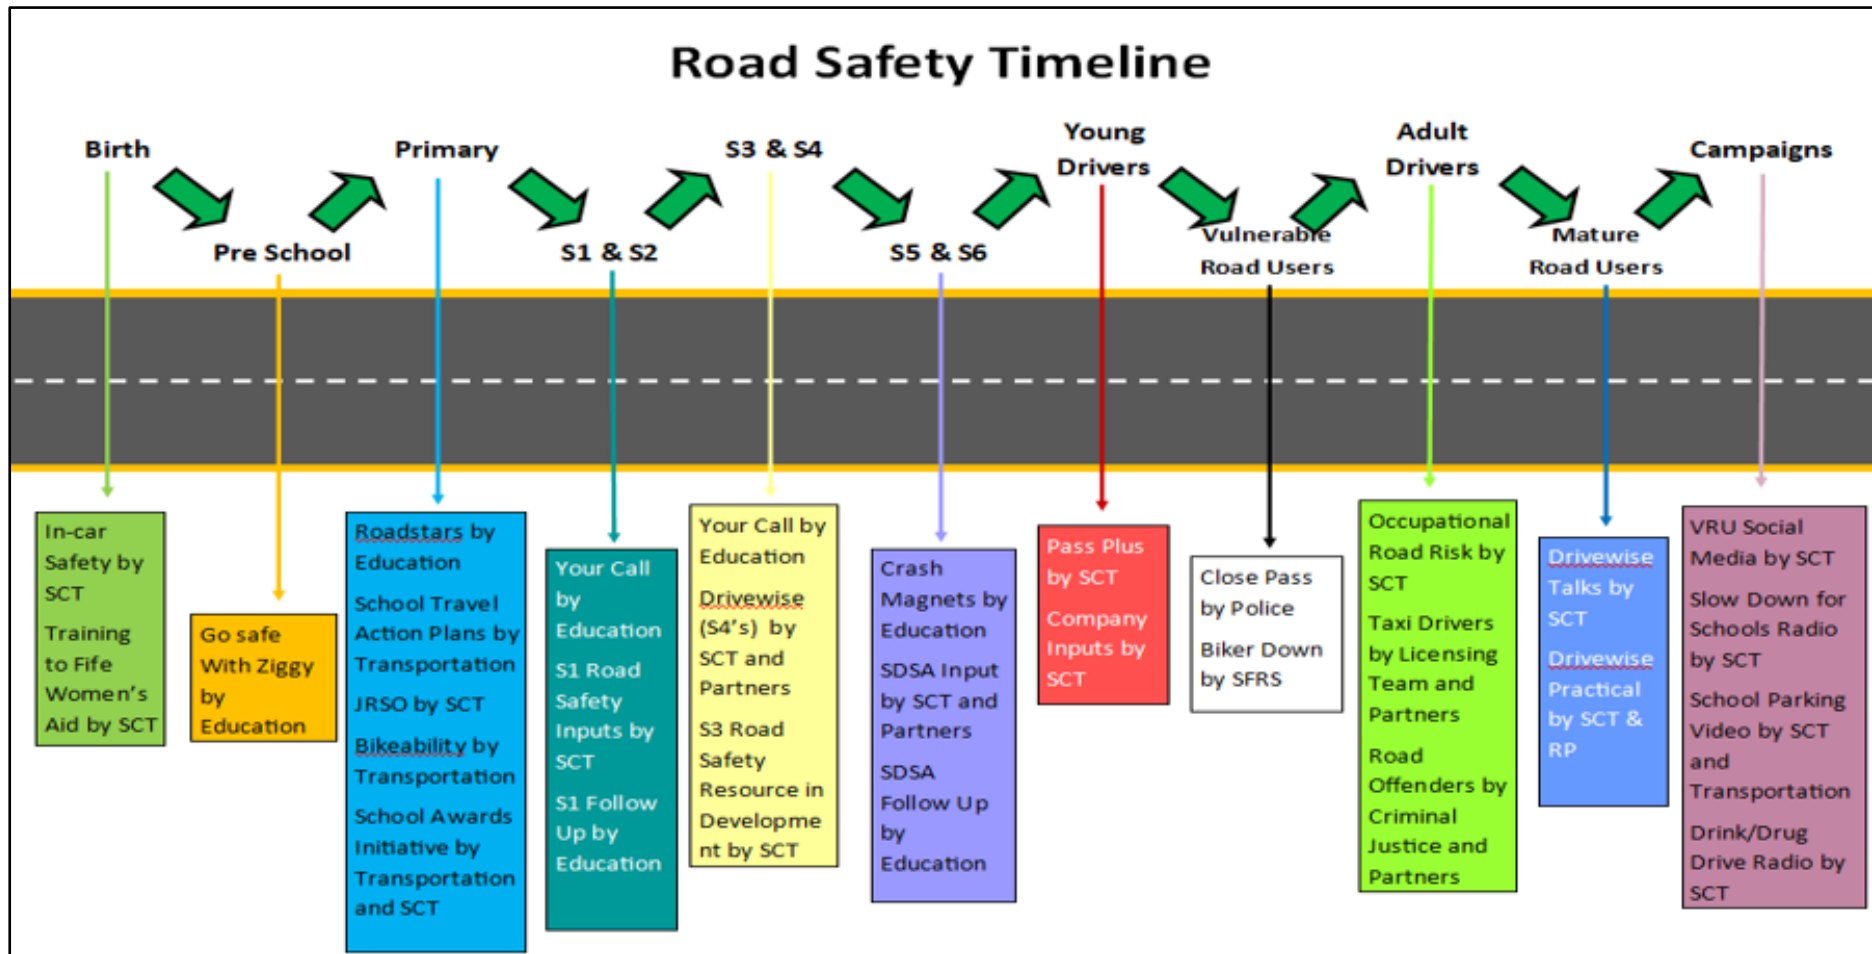 Road Safety Timeline
Birth
Pre School
Primary
S1 & S2
S3 & S4
S5 & S6
Young
Drivers
Vulnerable
Road Users
Adult
Drivers
Mature
Road Users
Campaigns
In-car
Safety by
SCT
Training
to Fife
Women's
Aid by SCT
Go safe
With Ziggy
by
Education
Roadstars by
Education
School Travel
Action Plans by
Transportation
JRSO by SCT
Bikeability by
Transportation
School Awards
Initiative by
Transportation
and SCT
Your Call
by
Education
S1 Road
Safety
Inputs by
SCT
S1 Follow
Up by
Education
Your Call by
Education
Drivewise
(S4's) by
SCT and
Partners
S3 Road
Safety
Resource in
Developme
nt by SCT
Crash
Magnets by
Education
SDSA Input
by SCT and
Partners
SDSA
Follow Up
by
Education
Pass Plus
by SCT
Company
Inputs by
SCT
Close Pass
by Police
Biker Down
by SFRS
Occupational
Road Risk by
SCT
Taxi Drivers
by Licensing
Team and
Partners
Road
Offenders by
Criminal
Justice and
Partners
Drivewise
Talks by
SCT
Drivewise
Practical
by SCT &
RP
VRU Social
Media by SCT
Slow Down for
Schools Radio
by SCT
School Parking
Video by SCT
and
Transportation
Drink/Drug
Drive Radio by
SCT